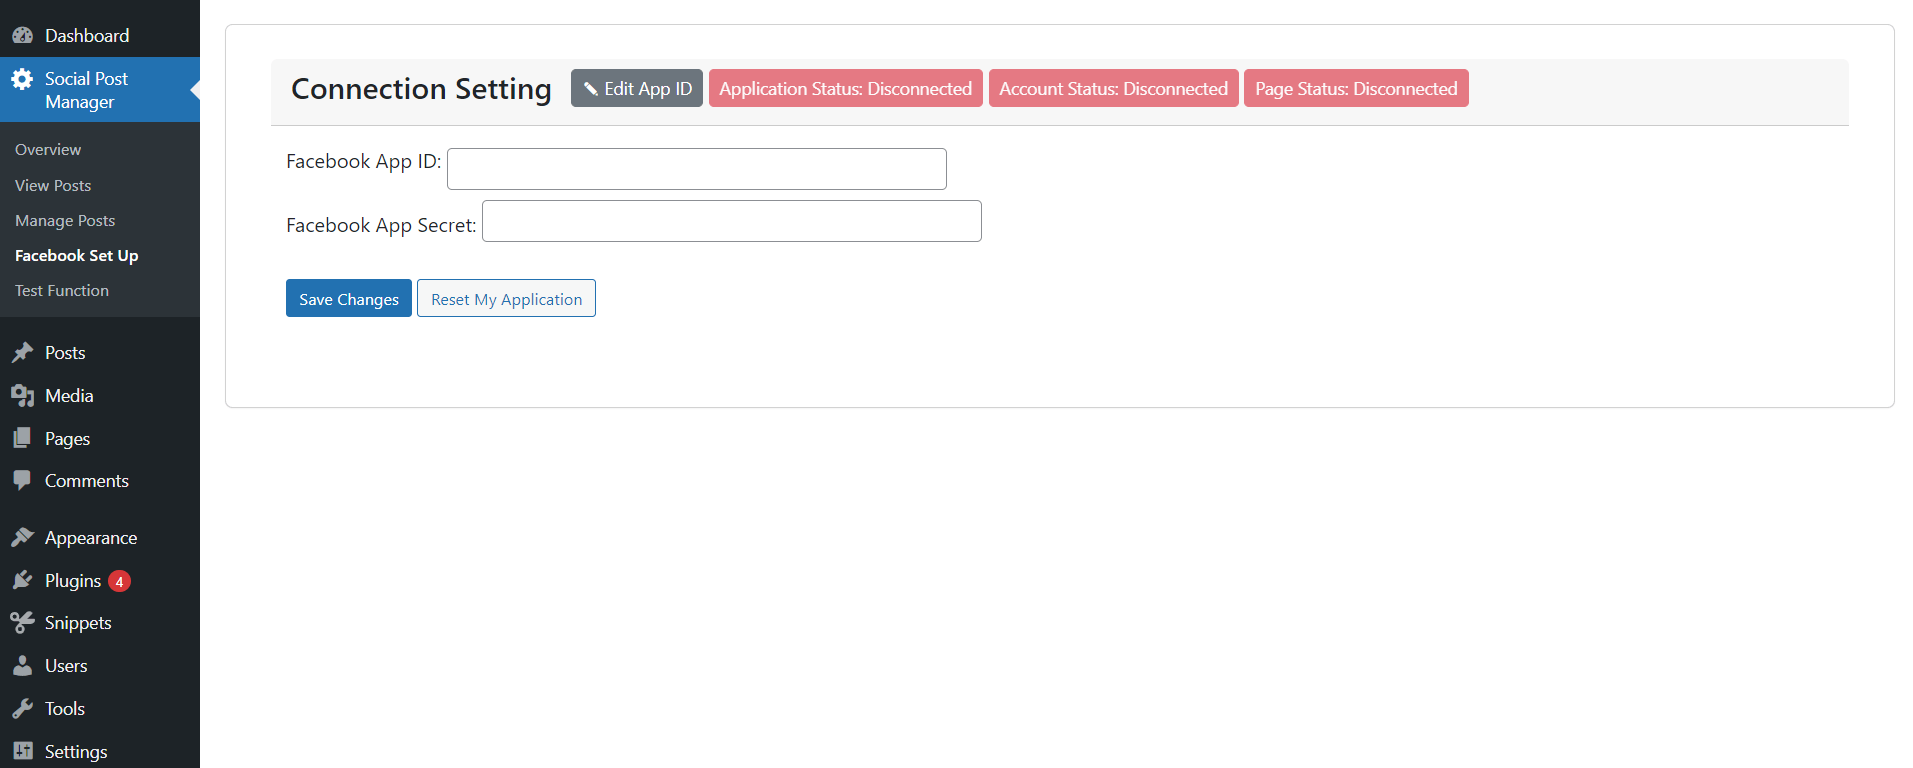 Dashboard
Social Post
Manager
Overview
View Posts
Manage Posts
Facebook Set Up
Test Function
Posts
Media
Pages
Comments
Appearance
Plugins 4
Snippets
Users
Tools
Settings
Connection Setting Edit App ID Application Status: Disconnected Account Status: Disconnected Page Status: Disconnected
Facebook App ID:
Facebook App Secret:
Save Changes Reset My Application